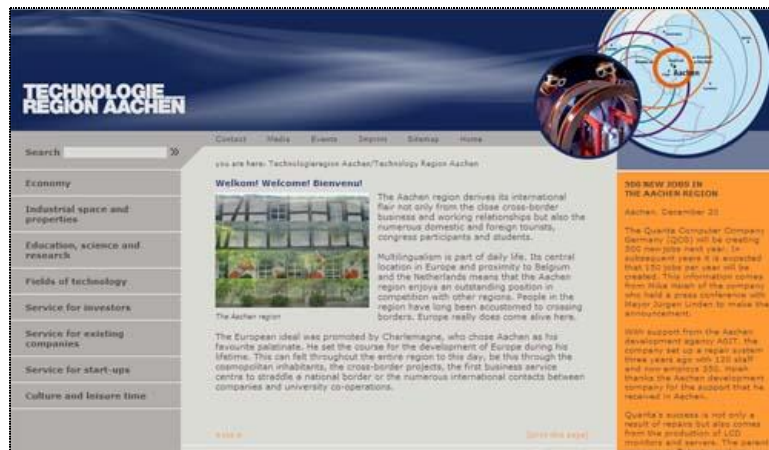 TECHNOLOGIE
REGION AACHEN
Aachen
Contact Media Events Imprint Sitemap Home
Search »
you are here: Technologieregion Aachen/Technology Region Aachen
Economy
Industrial space and
properties
Education, science and
research
Fields of technology
Service for investors
Service for existing
companies
Service for start-ups
Culture and leisure time
Welkom! Welcome! Bienvenu!
The Aachen region derives its international
flair not only from the close cross-border
business and working relationships but also the
numerous domestic and foreign tourists,
congress participants and students.
Multilingualism is part of daily life. Its central
location in Europe and proximity to Belgium
and the Netherlands means that the Aachen
region enjoys an outstanding position in
competition with other regions. People in the
region have long been accustomed to crossing
borders. Europe really does come alive here.
The Aachen region
The European ideal was promoted by Charlemagne, who chose Aachen as his
favourite palatinate. He set the course for the development of Europe during his
lifetime. This can felt throughout the entire region to this day, be this through the
cosmopolitan inhabitants, the cross-border projects, the first business service
centre to straddle a national border or the numerous international contacts between
companies and university co-operations.
[print this page]
300 NEW JOBS IN
THE AACHEN REGION
Aachen, December 20
The Quanta Computer Company
Germany (QCG) will be creating
300 new jobs next year. In
subsequent years it is expected
that 150 jobs per year will be
created. This information comes
from Mike Hsieh of the company
who held a press conference with
Mayor Jürgen Linden to make the
announcement.
With support from the Aachen
development agency AGIT, the
company set up a repair system
three years ago with 120 staff
and now employs 350. Hsieh
thanks the Aachen development
company for the support that he
received in Aachen.
Quanta's success is not only a
result of repairs but also comes
from the production of LCD
monitors and servers. The parent